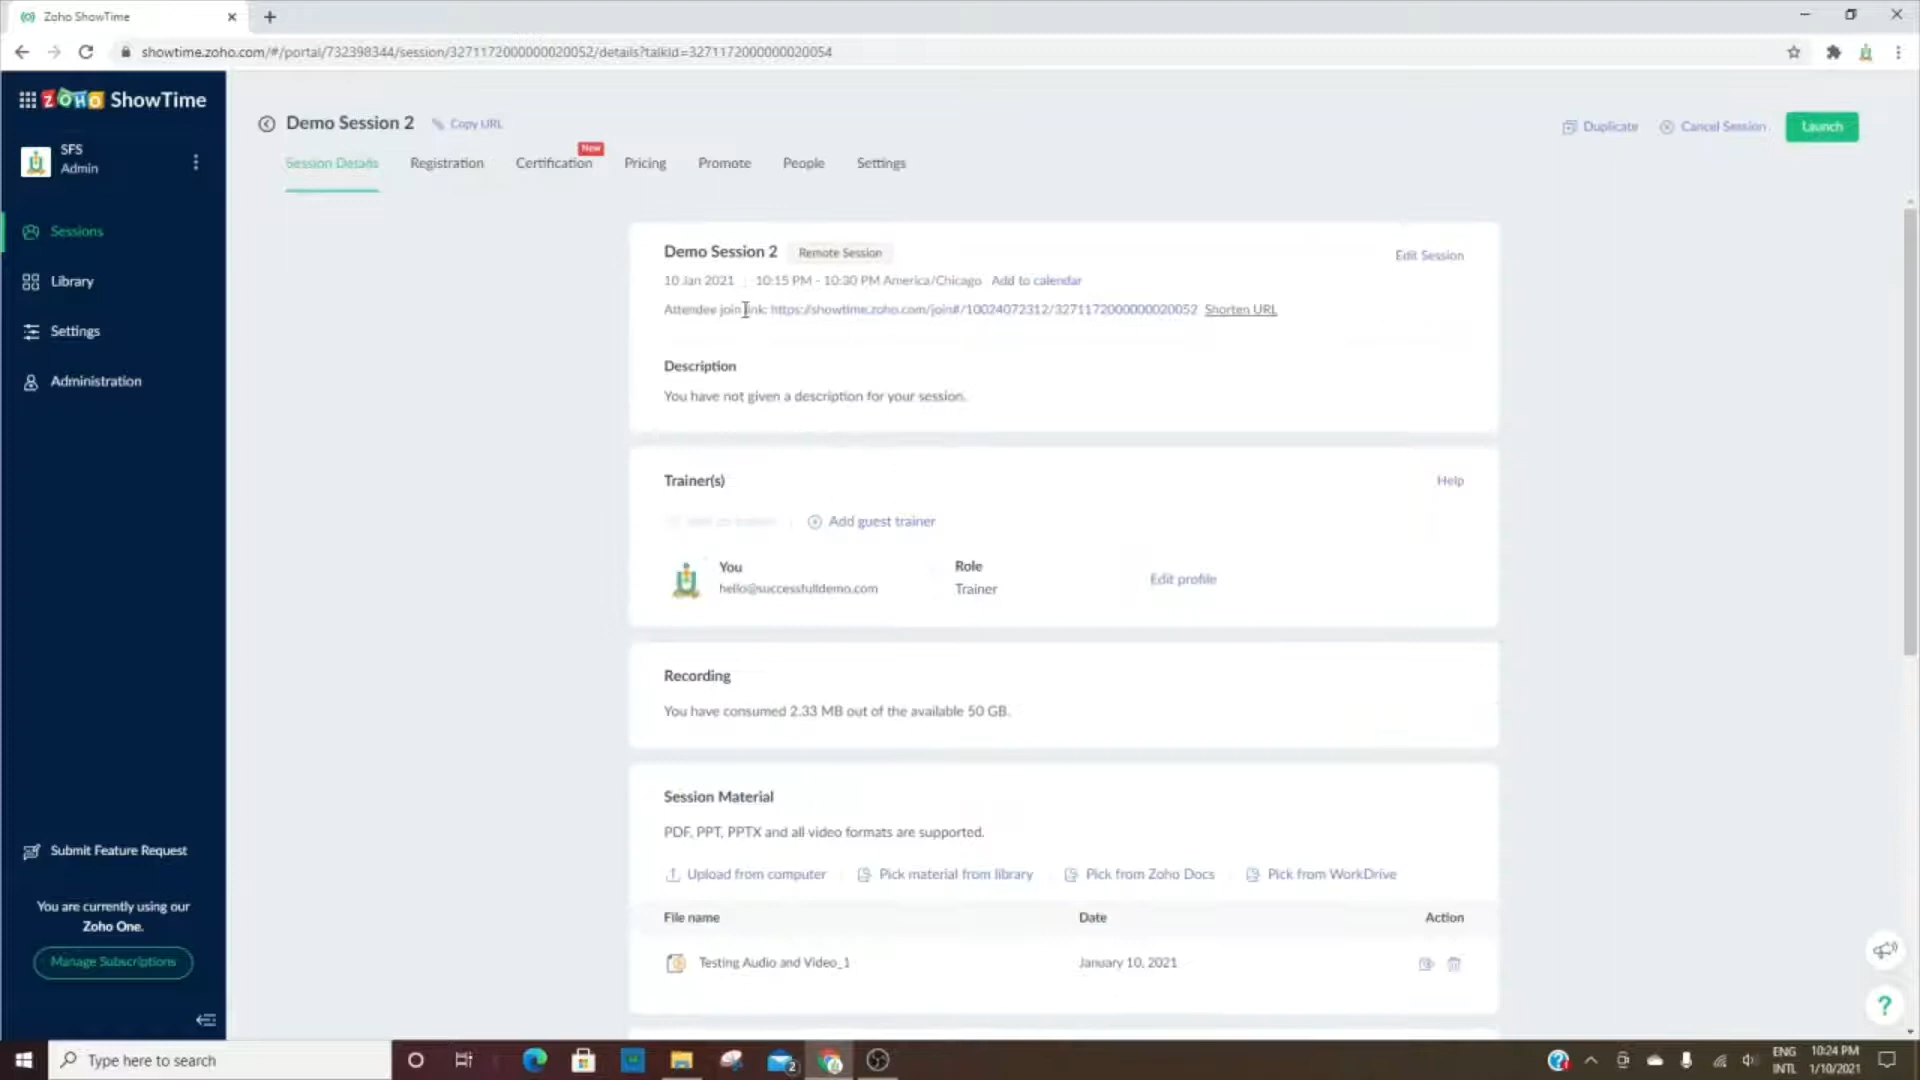 Zoho ShowTime
showtime.zoho.com/#/portal/732398344/session/3271172000000020052/details?talkId=3271172000000020054
ZOHO ShowTime
SFS
Admin
Sessions
Library
Settings
Administration
Submit Feature Request
You are currently using our
Zoho One.
Manage Subscriptions
Demo Session 2 Copy URL
Duplicate Cancel Session Launch
Session Details Registration Certification New Pricing Promote People Settings
Demo Session 2 Remote Session Edit Session
10 Jan 2021 10:15 PM - 10:30 PM America/Chicago Add to calendar
Attendee join link: https://showtime.zoho.com/join#/10024072312/3271172000000020052 Shorten URL
Description
You have not given a description for your session.
Trainer(s) Help
Add guest trainer
You Role
hello@successfulldemo.com Trainer Edit profile
Recording
You have consumed 2.33 MB out of the available 50 GB.
Session Material
PDF, PPT, PPTX and all video formats are supported.
Upload from computer Pick material from library Pick from Zoho Docs Pick from WorkDrive
File name Date Action
Testing Audio and Video_1 January 10, 2021
?
Type here to search
2
ENG 10:24 PM
INTL 1/10/2021